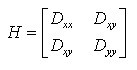 H = [ D_xx D_xy
D_xy D_yy ]